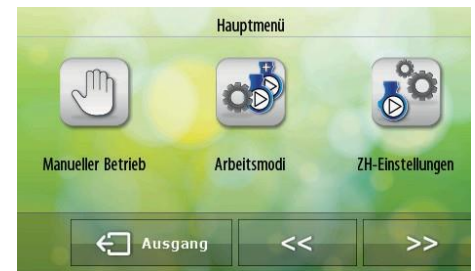 Hauptmenü
Manueller Betrieb Arbeitsmodi ZH-Einstellungen
Ausgang << >>